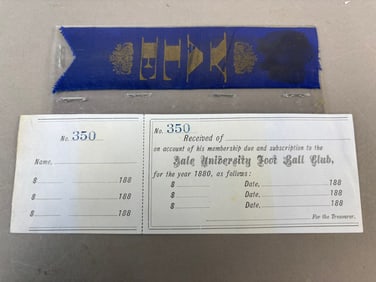 YALE
No. 350
Name,
$ 188
$ 188
$ 188
No. 350
Received of
on account of his membership due and subscription to the
Yale University Foot Ball Club,
for the year 1880, as follows:
$ Date, 188
$ Date, 188
$ Date, 188
For the Treasurer.